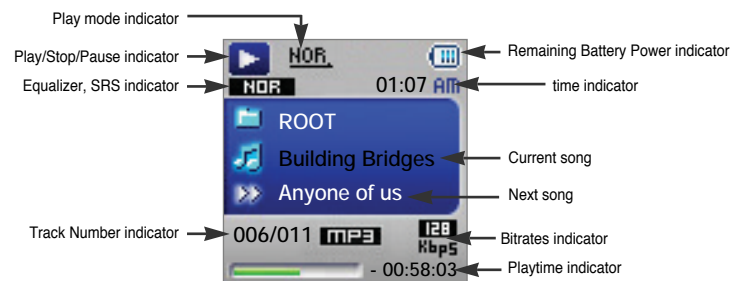 Play mode indicator
Play/Stop/Pause indicator
NOR.
Remaining Battery Power indicator
Equalizer, SRS indicator
NOR
01:07 AM
time indicator
ROOT
Building Bridges
Current song
Anyone of us
Next song
Track Number indicator
006/011 MP3
128
Kbps
Bitrates indicator
- 00:58:03
Playtime indicator